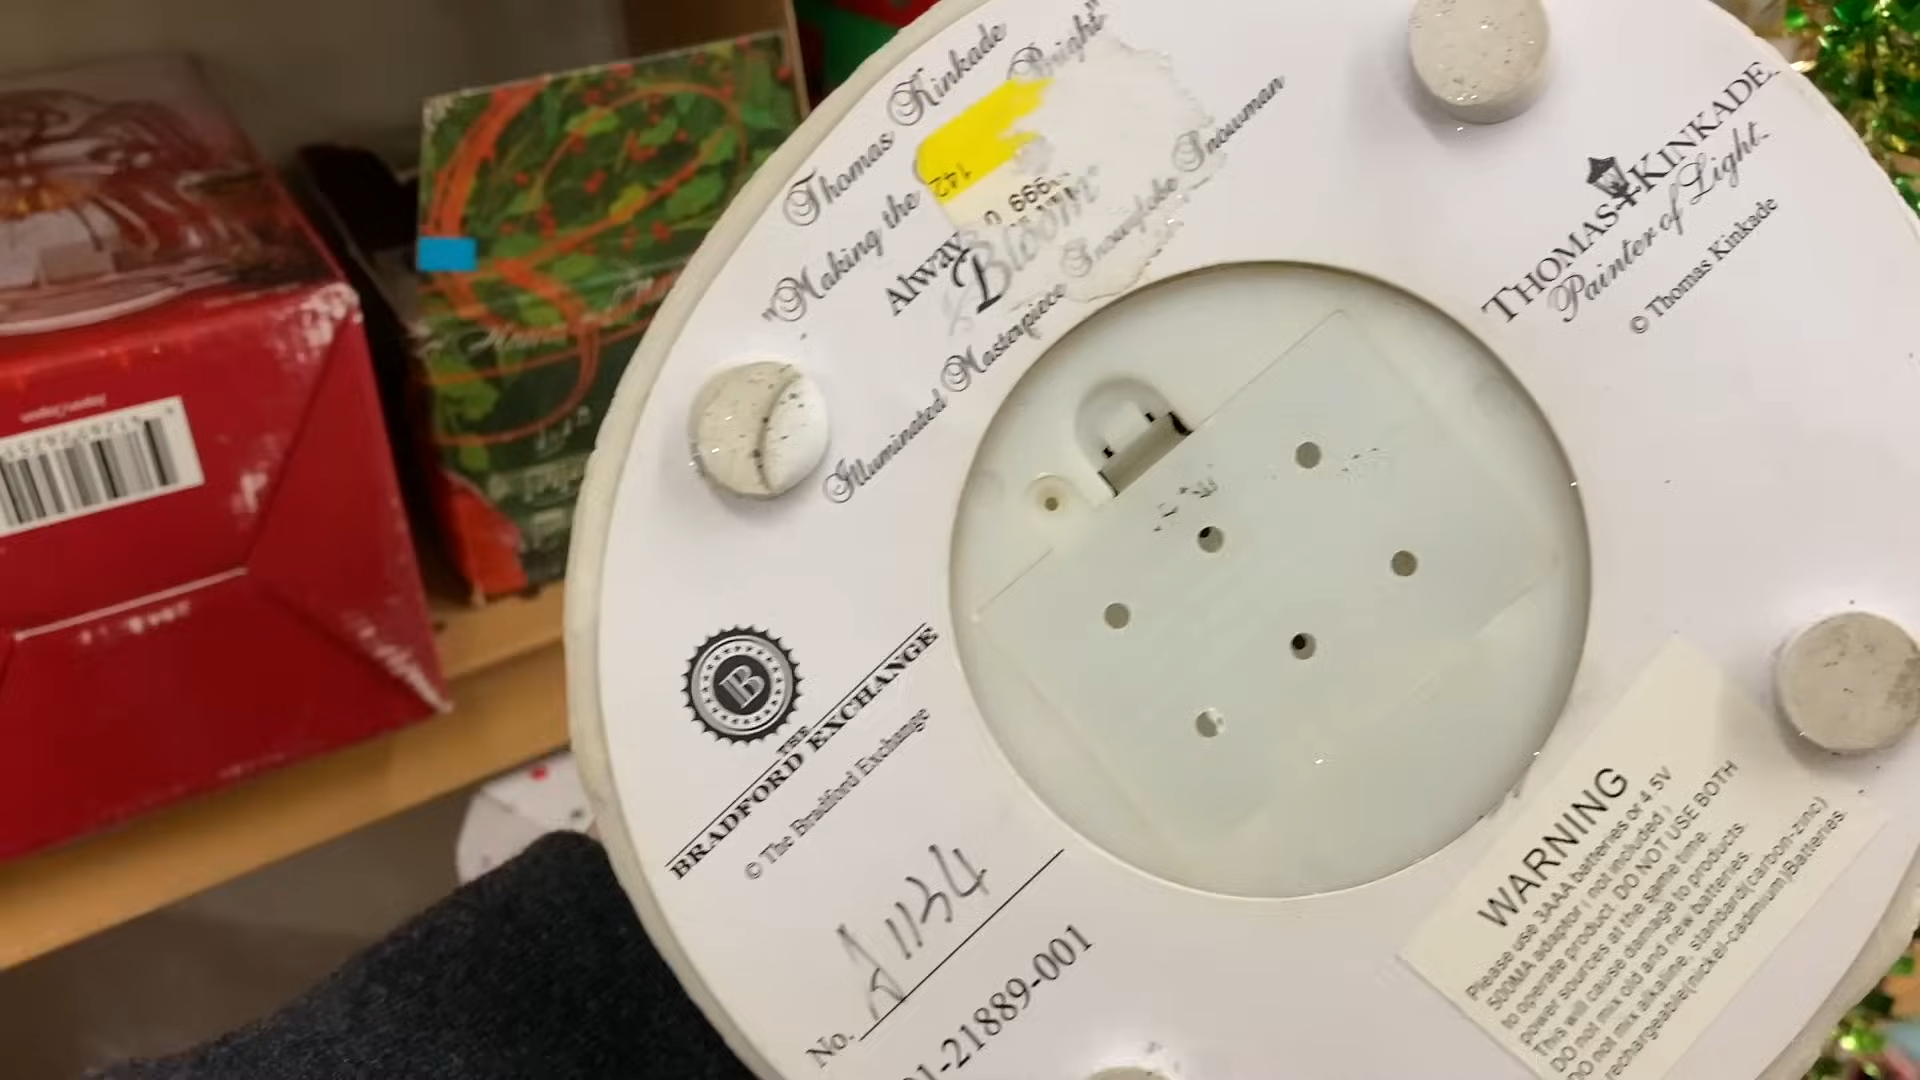 Thomas Kinkade
"Making the Bright"
Always
Bloom
Illuminated Masterpiece Snowglobe Snowman
142
999
THOMAS KINKADE
Painter of Light
© Thomas Kinkade
B
THE
BRADFORD EXCHANGE
© The Bradford Exchange
No. A1134
01-21889-001
WARNING
Please use 3AAA batteries or 4.5V
500MA adaptor ( not included )
to operate product. DO NOT USE BOTH
power sources at the same time.
This will cause damage to products.
DO not mix old and new batteries.
DO not mix alkaline, standard(carbon-zinc)
rechargeable(nickel-cadmium)Batteries.